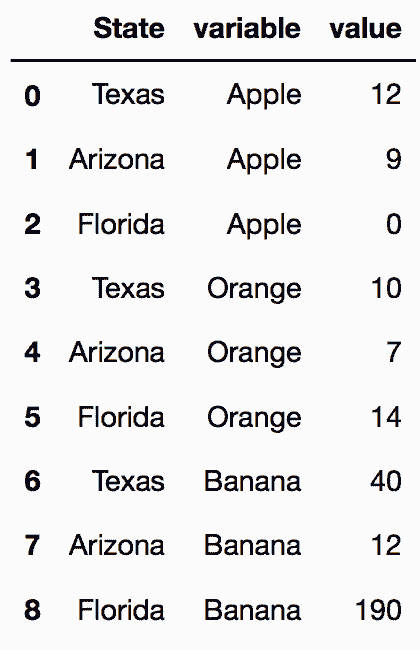 State variable value
0 Texas Apple 12
1 Arizona Apple 9
2 Florida Apple 0
3 Texas Orange 10
4 Arizona Orange 7
5 Florida Orange 14
6 Texas Banana 40
7 Arizona Banana 12
8 Florida Banana 190